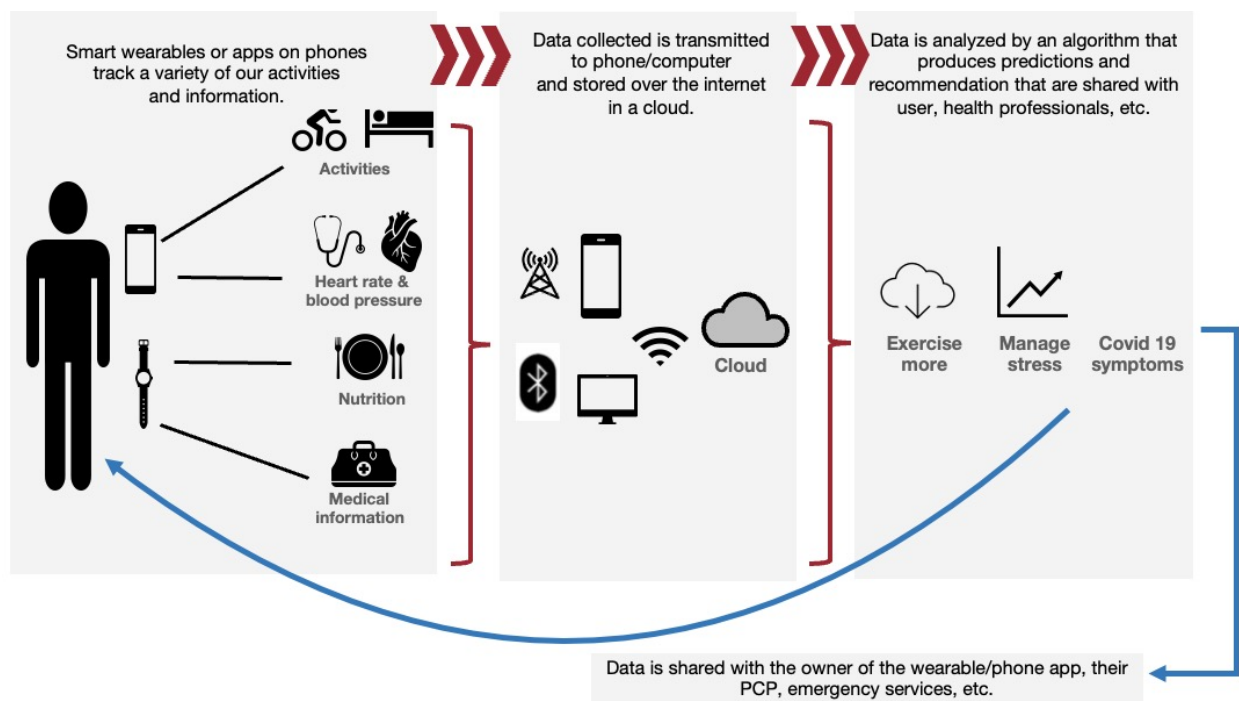 Smart wearables or apps on phones
track a variety of our activities
and information.
Activities
Heart rate &
blood pressure
Nutrition
Medical
information
Data collected is transmitted
to phone/computer
and stored over the internet
in a cloud.
Cloud
Data is analyzed by an algorithm that
produces predictions and
recommendation that are shared with
user, health professionals, etc.
Exercise
more
Manage
stress
Covid 19
symptoms
Data is shared with the owner of the wearable/phone app, their
PCP, emergency services, etc.